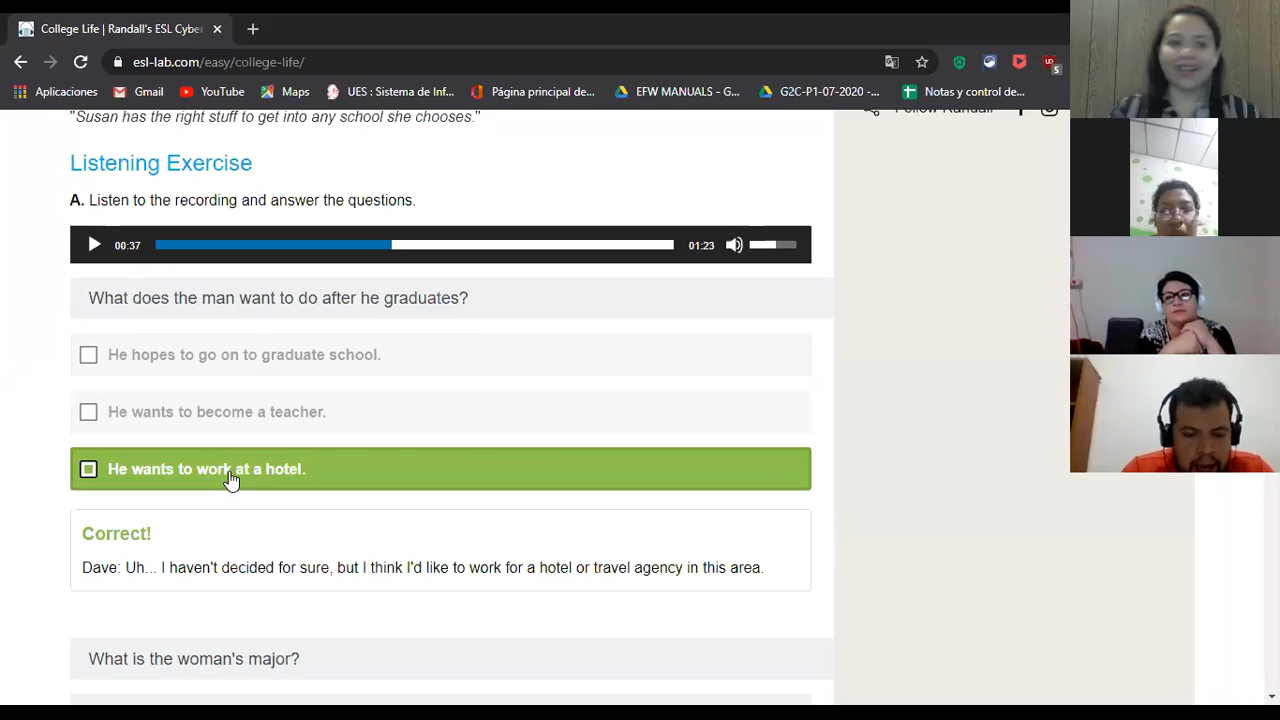 College Life | Randall's ESL Cyber
esl-lab.com/easy/college-life/
5
Aplicaciones
Gmail
YouTube
Maps
UES : Sistema de Inf...
Página principal de...
EFW MANUALS - G...
G2C-P1-07-2020 -...
Notas y control de...
"Susan has the right stuff to get into any school she chooses."
Follow Randall
Listening Exercise
A. Listen to the recording and answer the questions.
00:37
01:23
What does the man want to do after he graduates?
He hopes to go on to graduate school.
He wants to become a teacher.
He wants to work at a hotel.
Correct!
Dave: Uh... I haven't decided for sure, but I think I'd like to work for a hotel or travel agency in this area.
What is the woman's major?